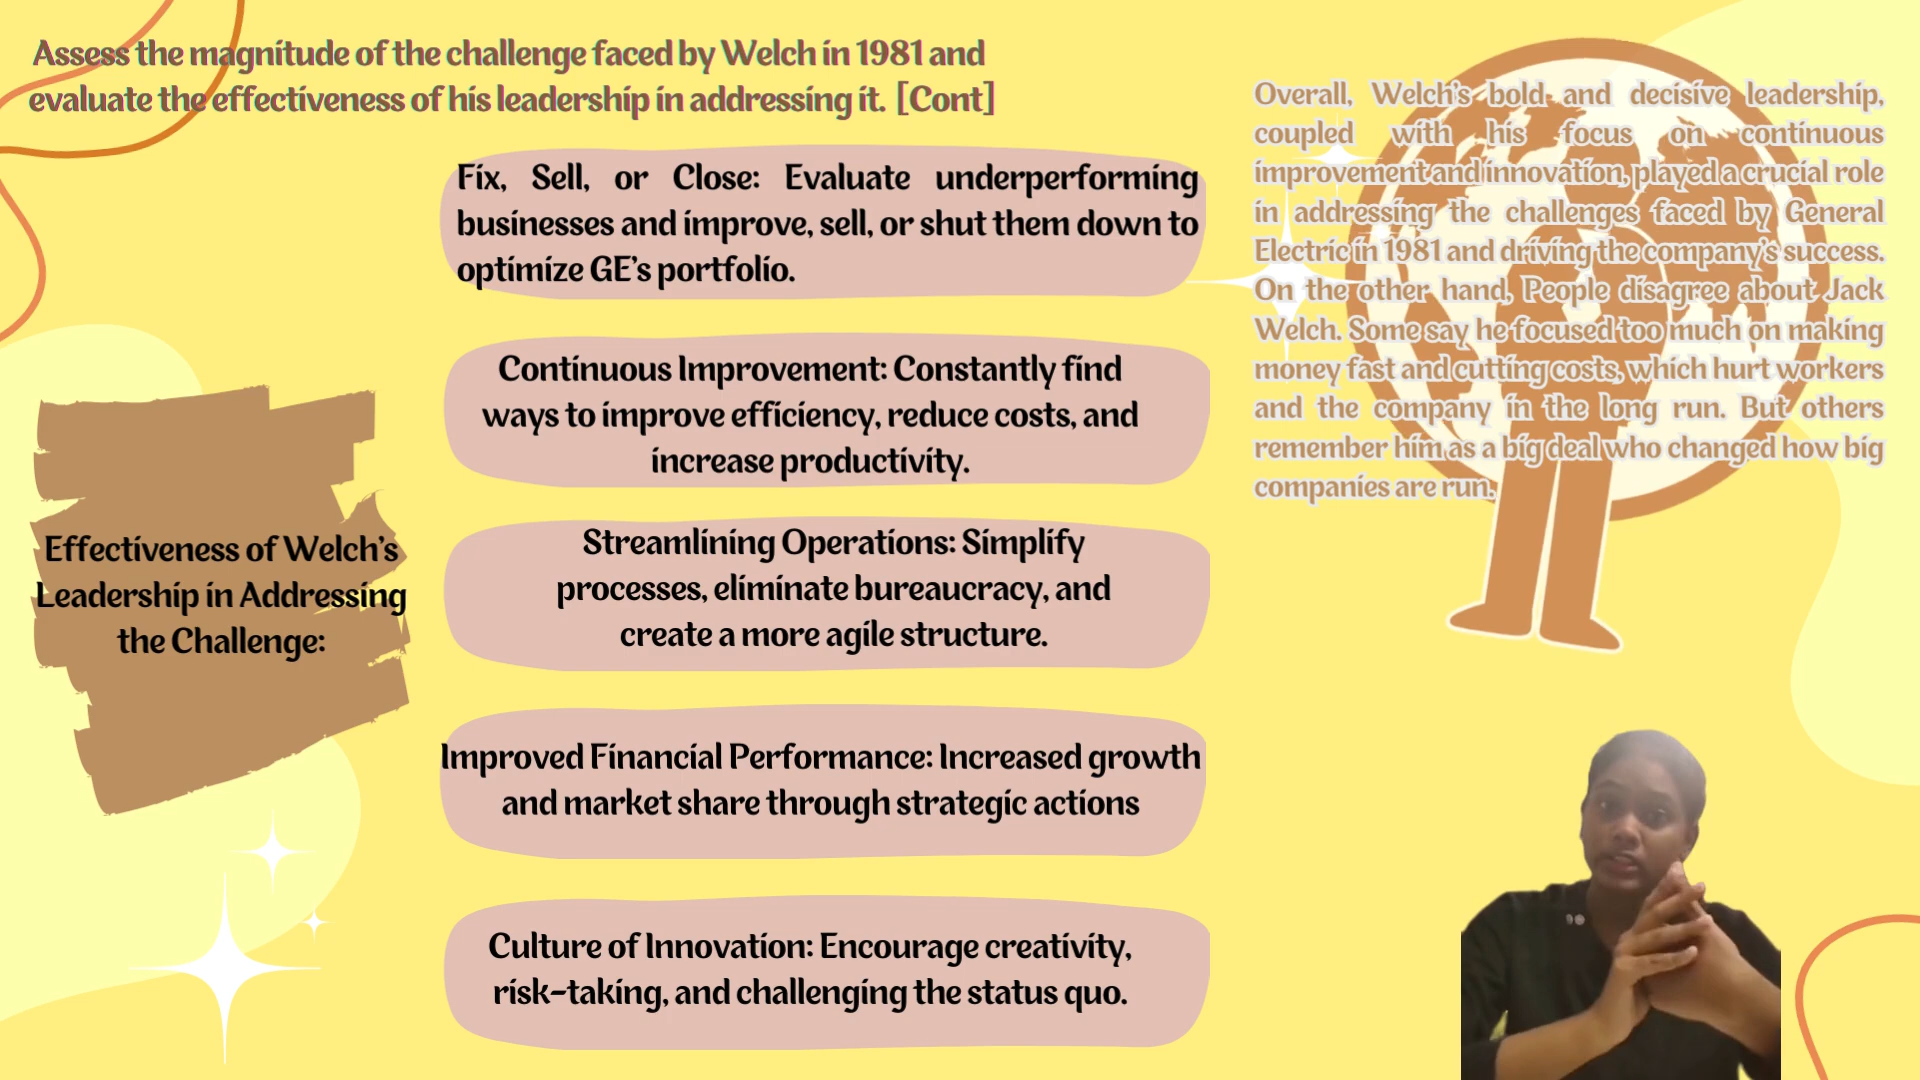 Assess the magnitude of the challenge faced by Welch in 1981 and
evaluate the effectiveness of his leadership in addressing it. [Cont]
Effectiveness of Welch’s
Leadership in Addressing
the Challenge:
Fix, Sell, or Close: Evaluate underperforming
businesses and improve, sell, or shut them down to
optimize GE’s portfolio.
Continuous Improvement: Constantly find
ways to improve efficiency, reduce costs, and
increase productivity.
Streamlining Operations: Simplify
processes, eliminate bureaucracy, and
create a more agile structure.
Improved Financial Performance: Increased growth
and market share through strategic actions
Culture of Innovation: Encourage creativity,
risk-taking, and challenging the status quo.
Overall, Welch’s bold and decisive leadership,
coupled with his focus on continuous
improvement and innovation, played a crucial role
in addressing the challenges faced by General
Electric in 1981 and driving the company’s success.
On the other hand, People disagree about Jack
Welch. Some say he focused too much on making
money fast and cutting costs, which hurt workers
and the company in the long run. But others
remember him as a big deal who changed how big
companies are run.